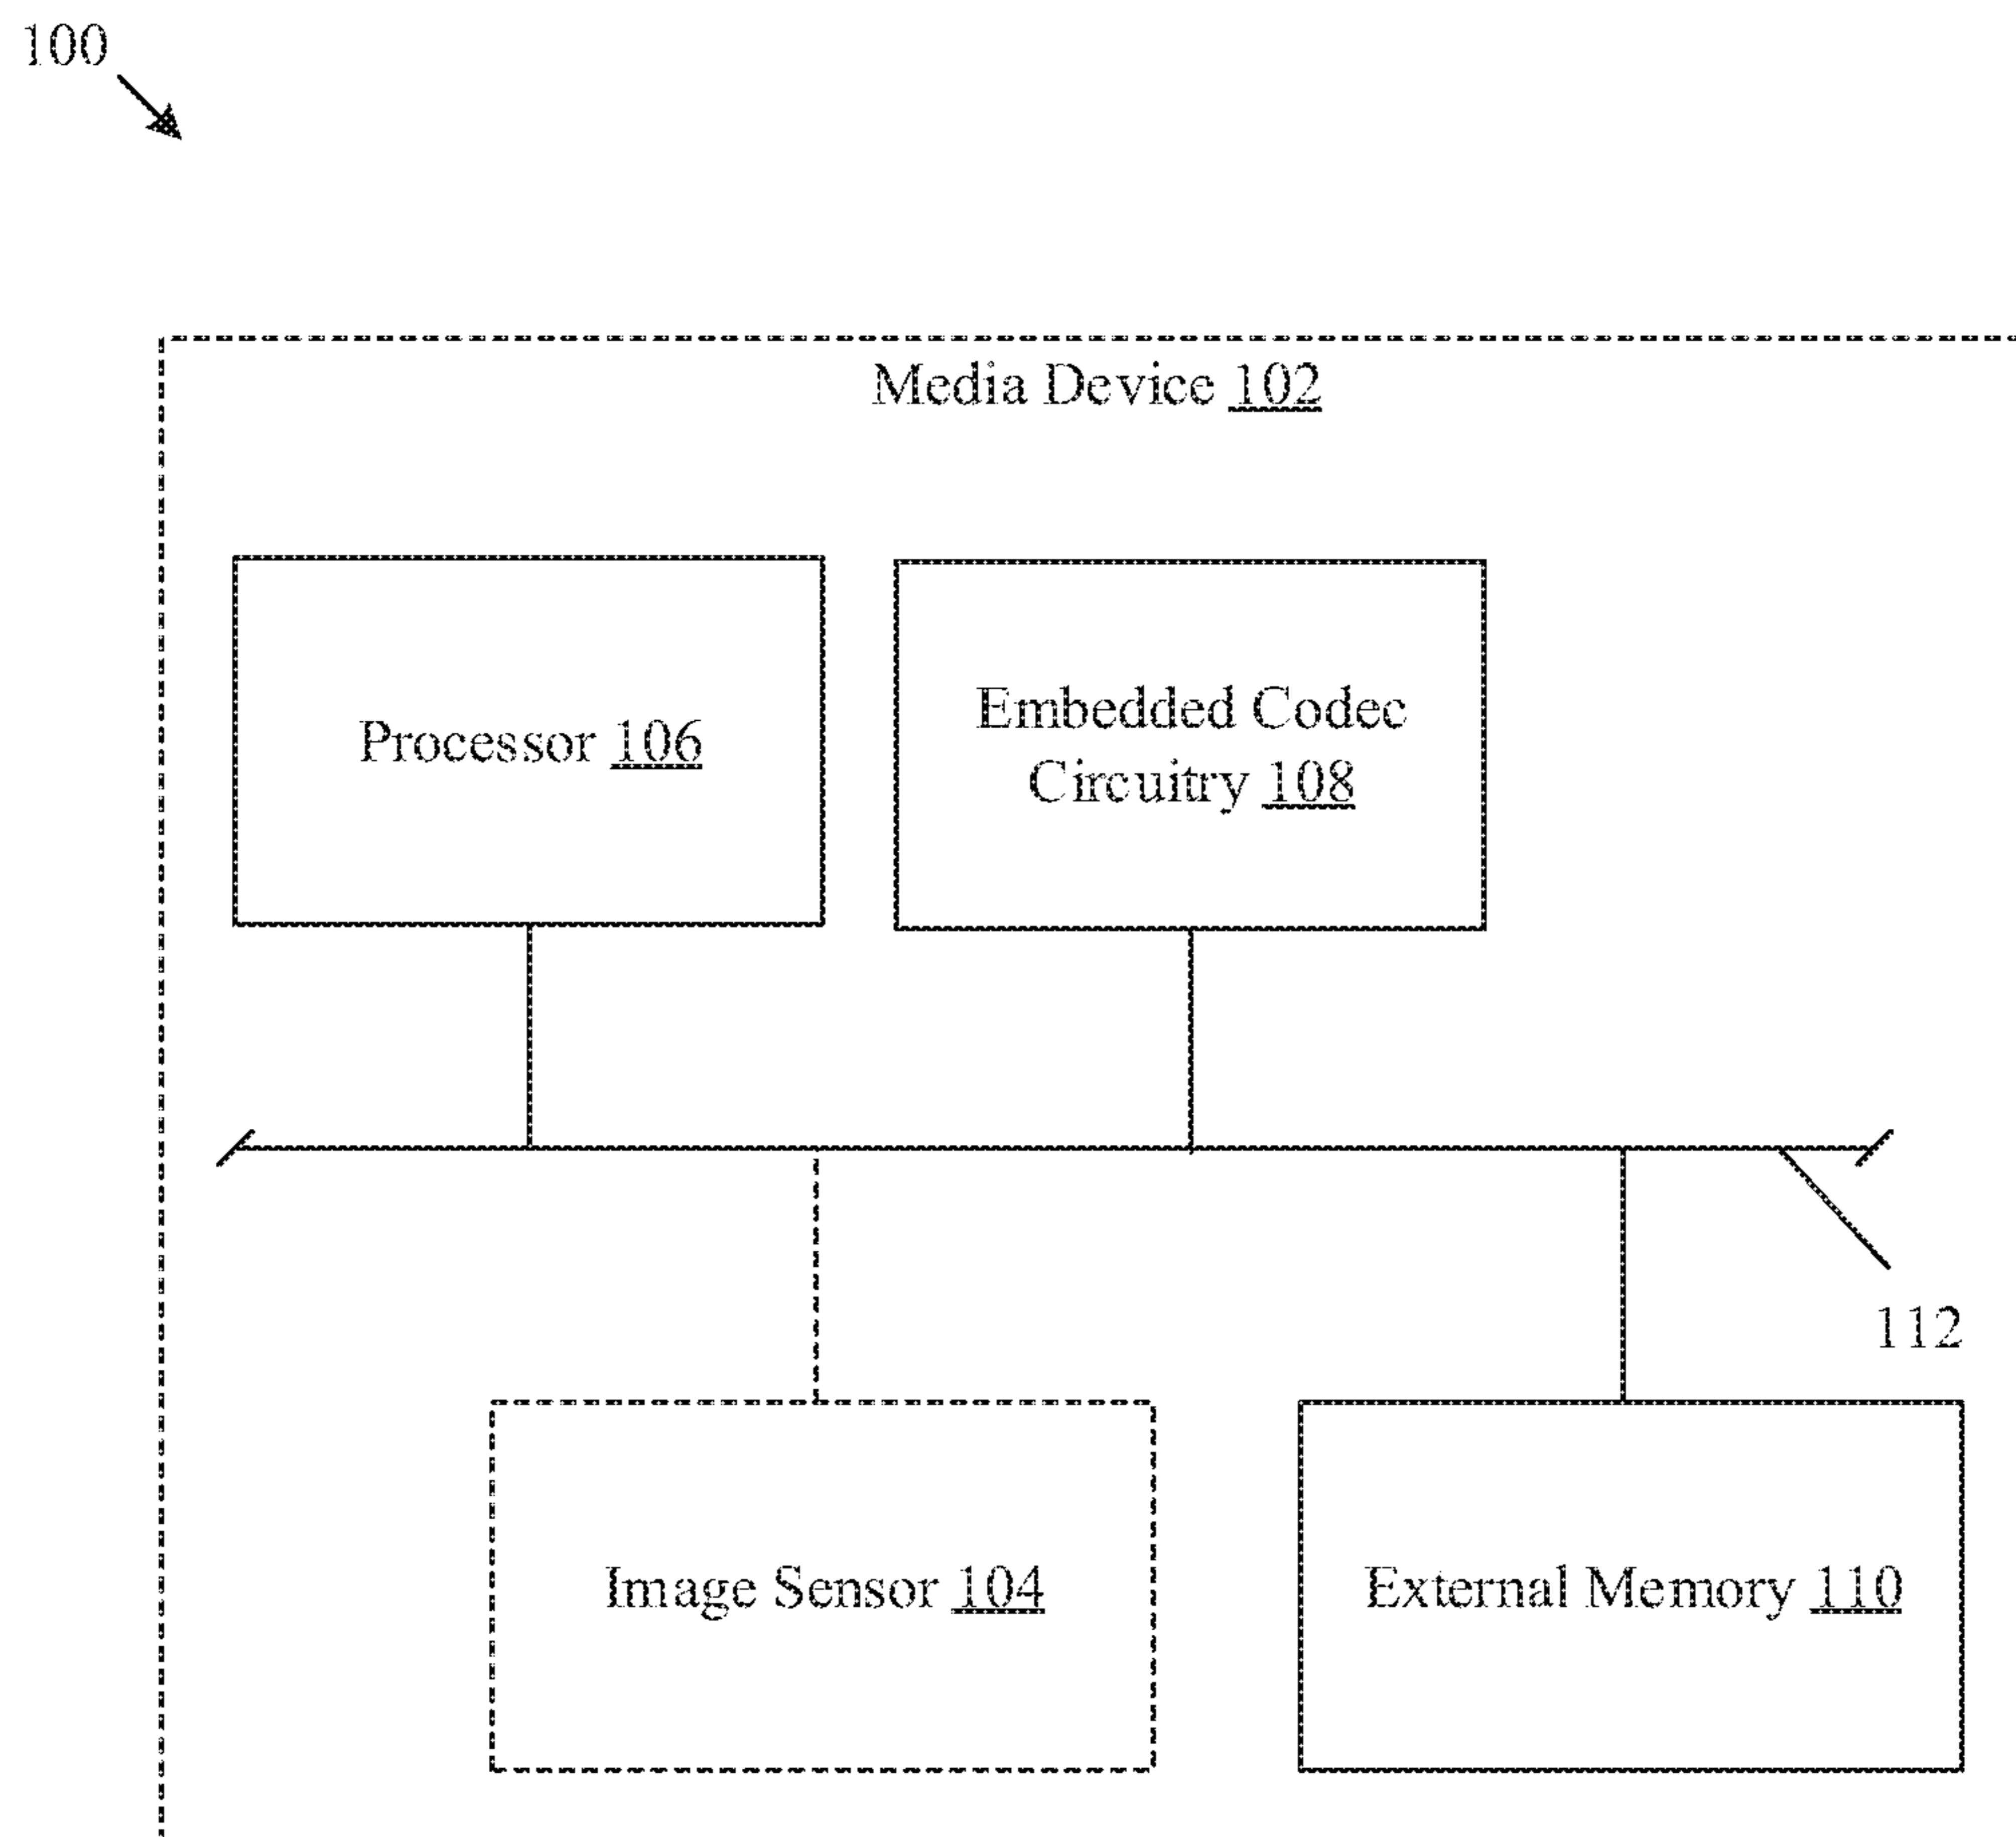 100
Media Device 102
Processor 106
Embedded Codec
Circuitry 108
112
Image Sensor 104
External Memory 110